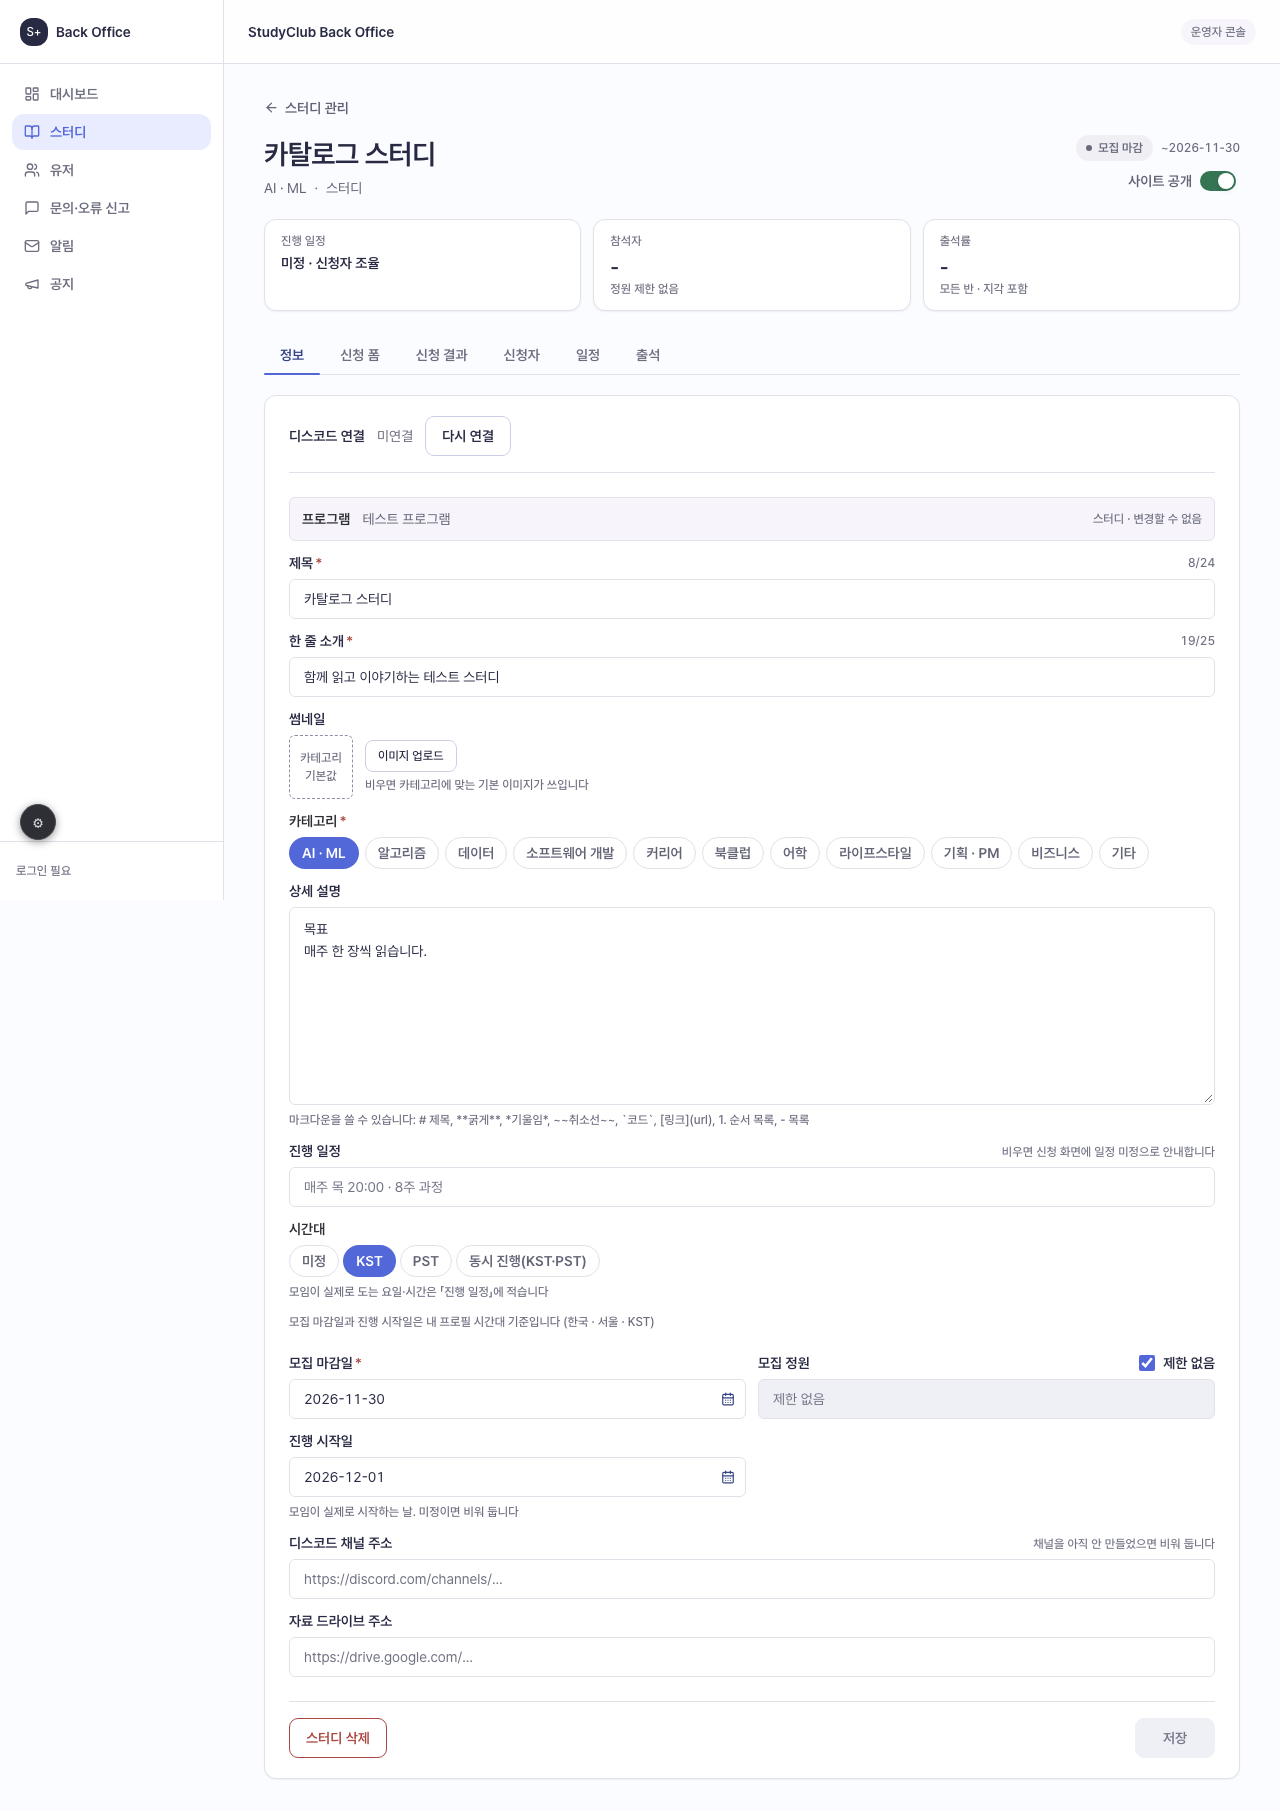 S+ Back Office
StudyClub Back Office
운영자 콘솔
대시보드
스터디
유저
문의·오류 신고
알림
공지
로그인 필요
← 스터디 관리
카탈로그 스터디
모집 마감 ~2026-11-30
AI · ML · 스터디
사이트 공개
진행 일정
미정 · 신청자 조율
참석자
-
정원 제한 없음
출석률
-
모든 반 · 지각 포함
정보 신청 폼 신청 결과 신청자 일정 출석
디스코드 연결 미연결 다시 연결
프로그램 테스트 프로그램 스터디 · 변경할 수 없음
제목 * 8/24
카탈로그 스터디
한 줄 소개 * 19/25
함께 읽고 이야기하는 테스트 스터디
썸네일
카테고리
기본값
이미지 업로드
비우면 카테고리에 맞는 기본 이미지가 쓰입니다
카테고리 *
AI · ML 알고리즘 데이터 소프트웨어 개발 커리어 북클럽 어학 라이프스타일 기획 · PM 비즈니스 기타
상세 설명
목표
매주 한 장씩 읽습니다.
마크다운을 쓸 수 있습니다: # 제목, **굵게**, *기울임*, ~~취소선~~, `코드`, [링크](url), 1. 순서 목록, - 목록
진행 일정 비우면 신청 화면에 일정 미정으로 안내합니다
매주 목 20:00 · 8주 과정
시간대
미정 KST PST 동시 진행(KST·PST)
모임이 실제로 도는 요일·시간은 「진행 일정」에 적습니다
모집 마감일과 진행 시작일은 내 프로필 시간대 기준입니다 (한국 · 서울 · KST)
모집 마감일 *
2026-11-30
모집 정원 제한 없음
제한 없음
진행 시작일
2026-12-01
모임이 실제로 시작하는 날. 미정이면 비워 둡니다
디스코드 채널 주소 채널을 아직 안 만들었으면 비워 둡니다
https://discord.com/channels/...
자료 드라이브 주소
https://drive.google.com/...
스터디 삭제 저장